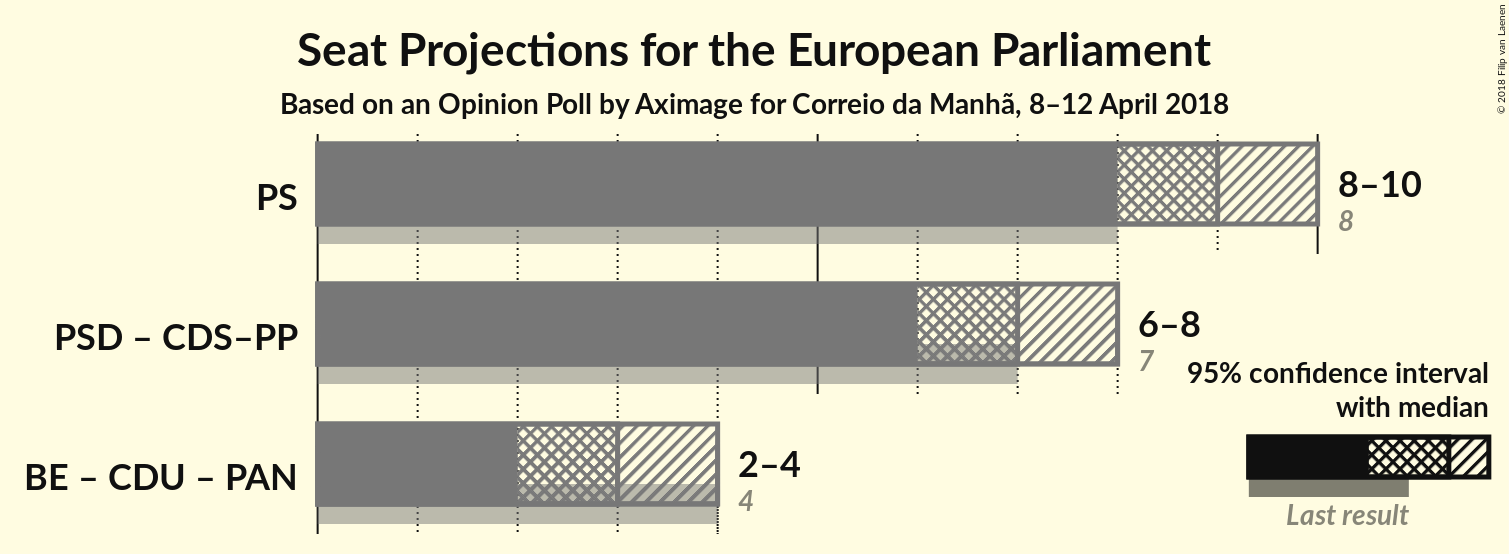 Seat Projections for the European Parliament
Based on an Opinion Poll by Aximage for Correio da Manhã, 8–12 April 2018
© 2018 Filip van Laenen
PS
8–10
8
PSD – CDS–PP
6–8
7
95% confidence interval
with median
BE – CDU – PAN
2–4
4
Last result